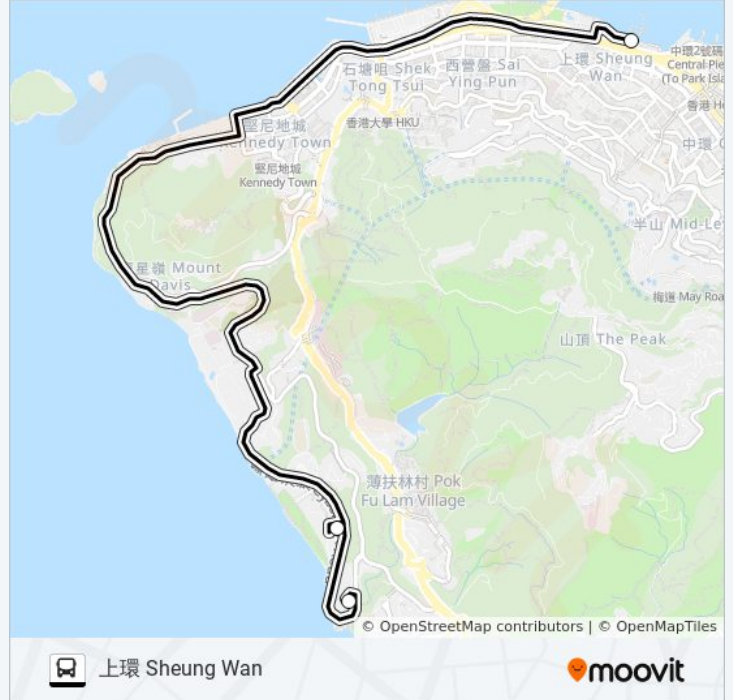 中環2號碼
Central Pie
(To Park Isla
石塘咀 Shek
Tong Tsui
西營盤 Sai
Ying Pun
上環 Sheung
Wan
香港 H
香港大學 HKU
堅尼地城
Kennedy Town
中環 C
堅尼地城
Kennedy Town
半山 Mid-Le
星嶺 Mount
Davis
梅道 May Roa
山頂 The Peak
薄扶林村 Pok
Fu Lam Village
© OpenStreetMap contributors | © OpenMapTiles
上環 Sheung Wan
moovit